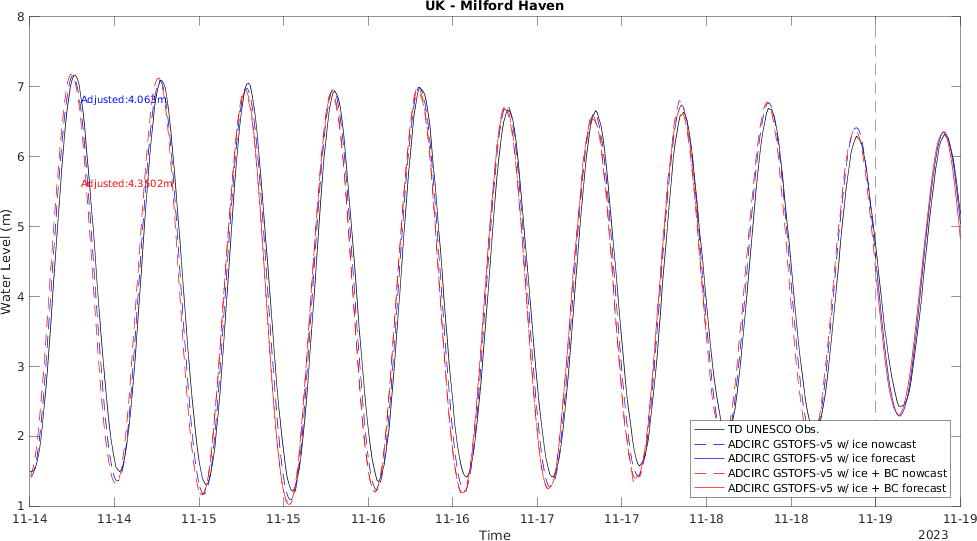 UK - Milford Haven
8
7
6
5
4
3
2
1
Water Level (m)
Adjusted:4.063m
Adjusted:4.3502m
TD UNESCO Obs.
ADCIRC GSTOFS-v5 w/ ice nowcast
ADCIRC GSTOFS-v5 w/ ice forecast
ADCIRC GSTOFS-v5 w/ ice + BC nowcast
ADCIRC GSTOFS-v5 w/ ice + BC forecast
11-14 11-14 11-15 11-15 11-16 11-16 11-17 11-17 11-18 11-18 11-19 11-19
Time
2023